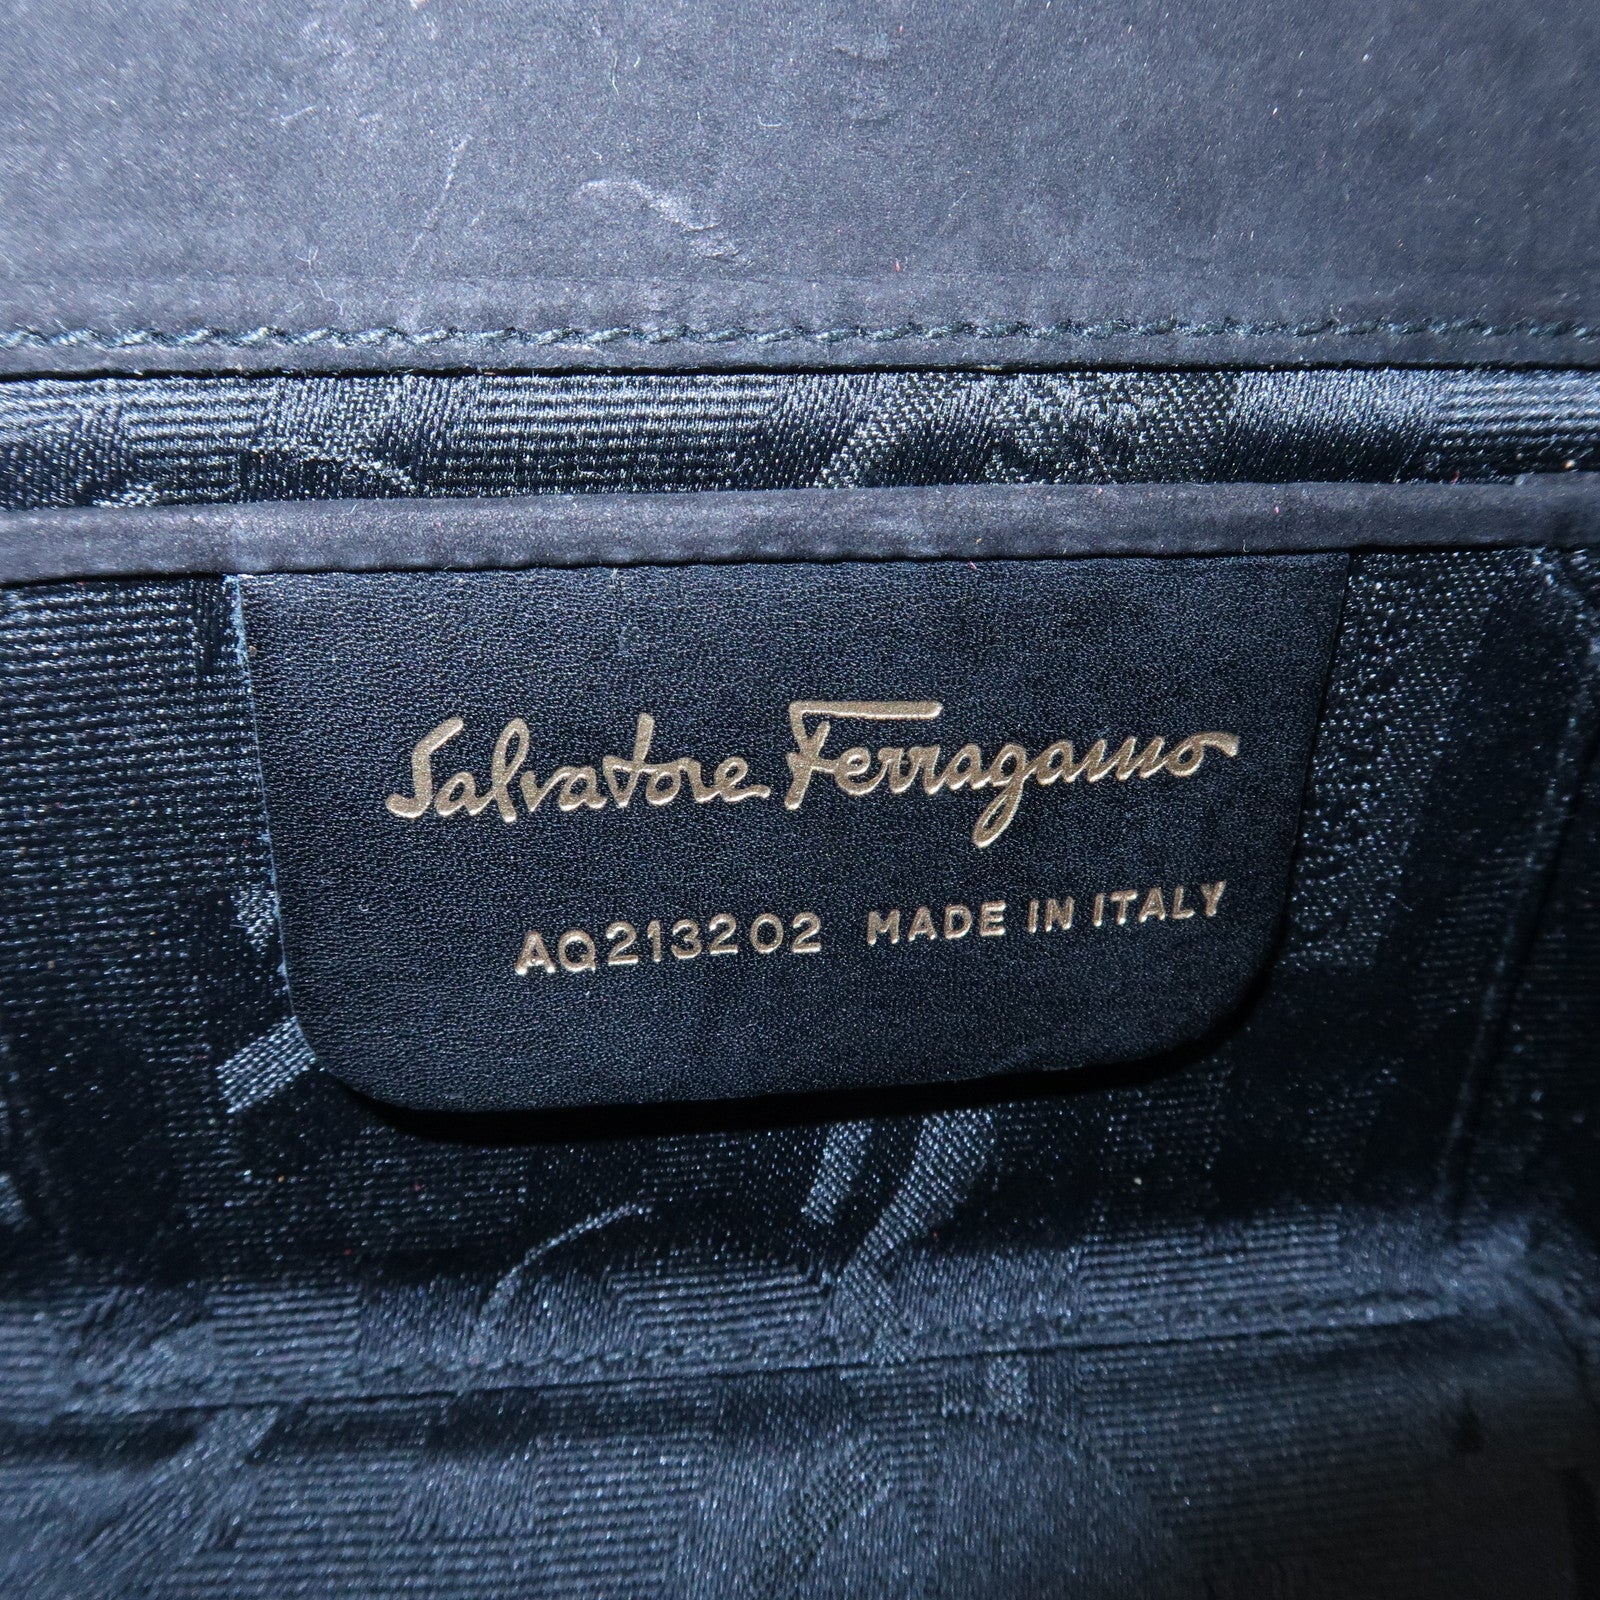 Salvatore Ferragamo
AQ213202 MADE IN ITALY